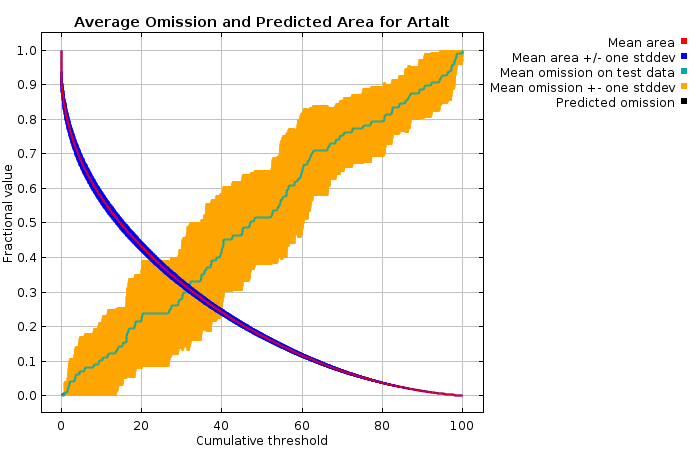 Average Omission and Predicted Area for Artalt
Mean area
Mean area +/- one stddev
Mean omission on test data
Mean omission +- one stddev
Predicted omission
Fractional value
1.0
0.9
0.8
0.7
0.6
0.5
0.4
0.3
0.2
0.1
0.0
0 20 40 60 80 100
Cumulative threshold